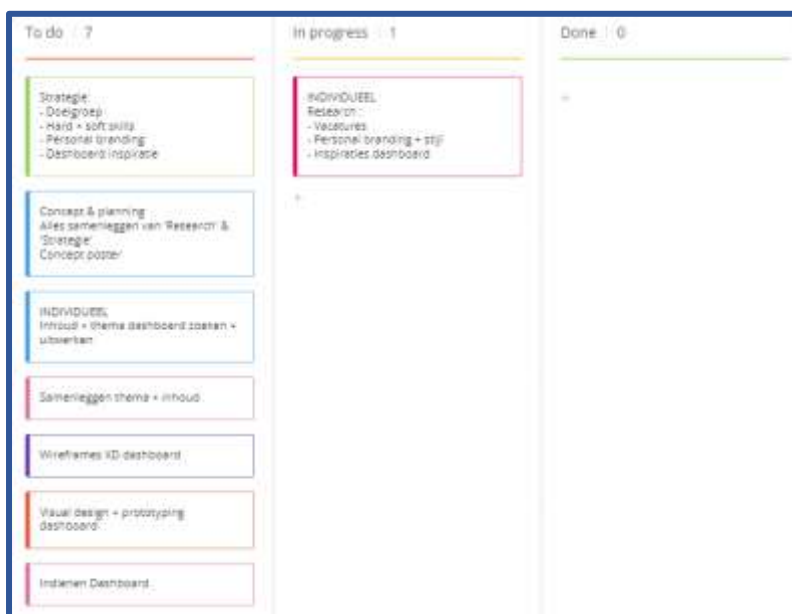 To do 7
In progress 1
Done 0
Strategie:
- Doelgroep
- Hard + soft skills
- Personal branding
- Dashboard inspiratie
Concept & planning
Alles samenleggen van 'Research' &
'Strategie'
Concept poster
INDIVIDUEEL
Inhoud + thema dashboard zoeken +
uitwerken
Samenleggen thema + inhoud
Wireframes XD dashboard
Visual design + prototyping
dashboard
Indienen Dashboard
INDIVIDUEEL
Research :
- Vacatures
- Personal branding + stijl
- Inspiraties dashboard